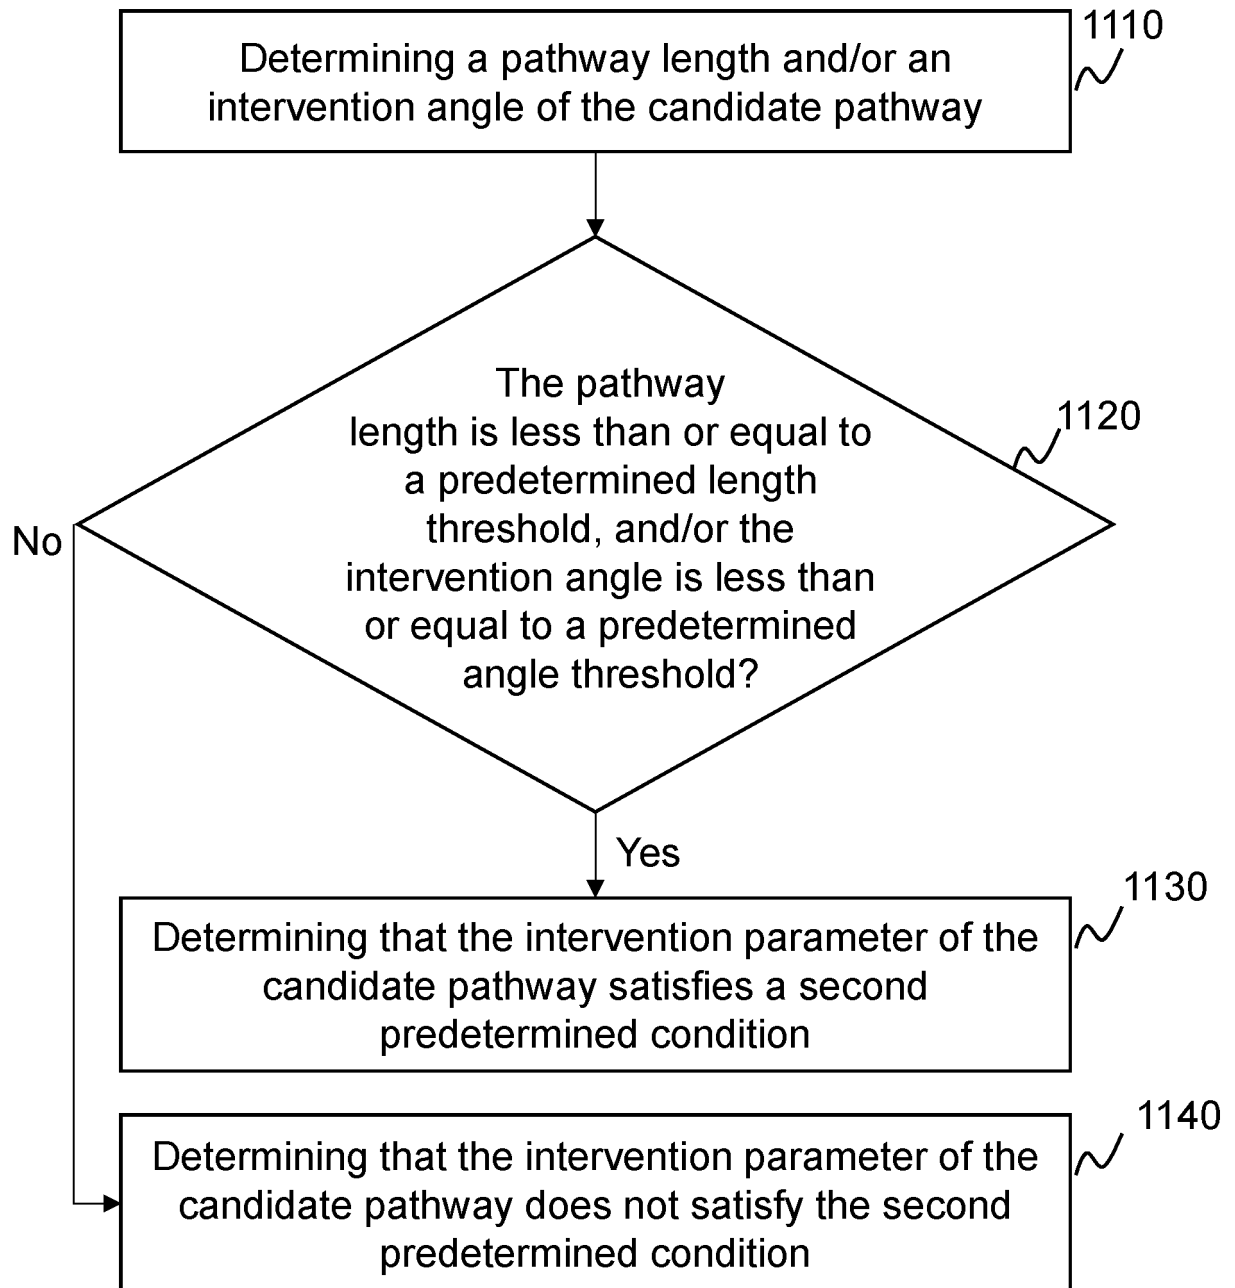 1110
Determining a pathway length and/or an
intervention angle of the candidate pathway
The pathway
length is less than or equal to
1120
a predetermined length
threshold, and/or the
No
intervention angle is less than
or equal to a predetermined
angle threshold?
Yes
1130
Determining that the intervention parameter of the
candidate pathway satisfies a second
predetermined condition
1140
Determining that the intervention parameter of the
candidate pathway does not satisfy the second
predetermined condition